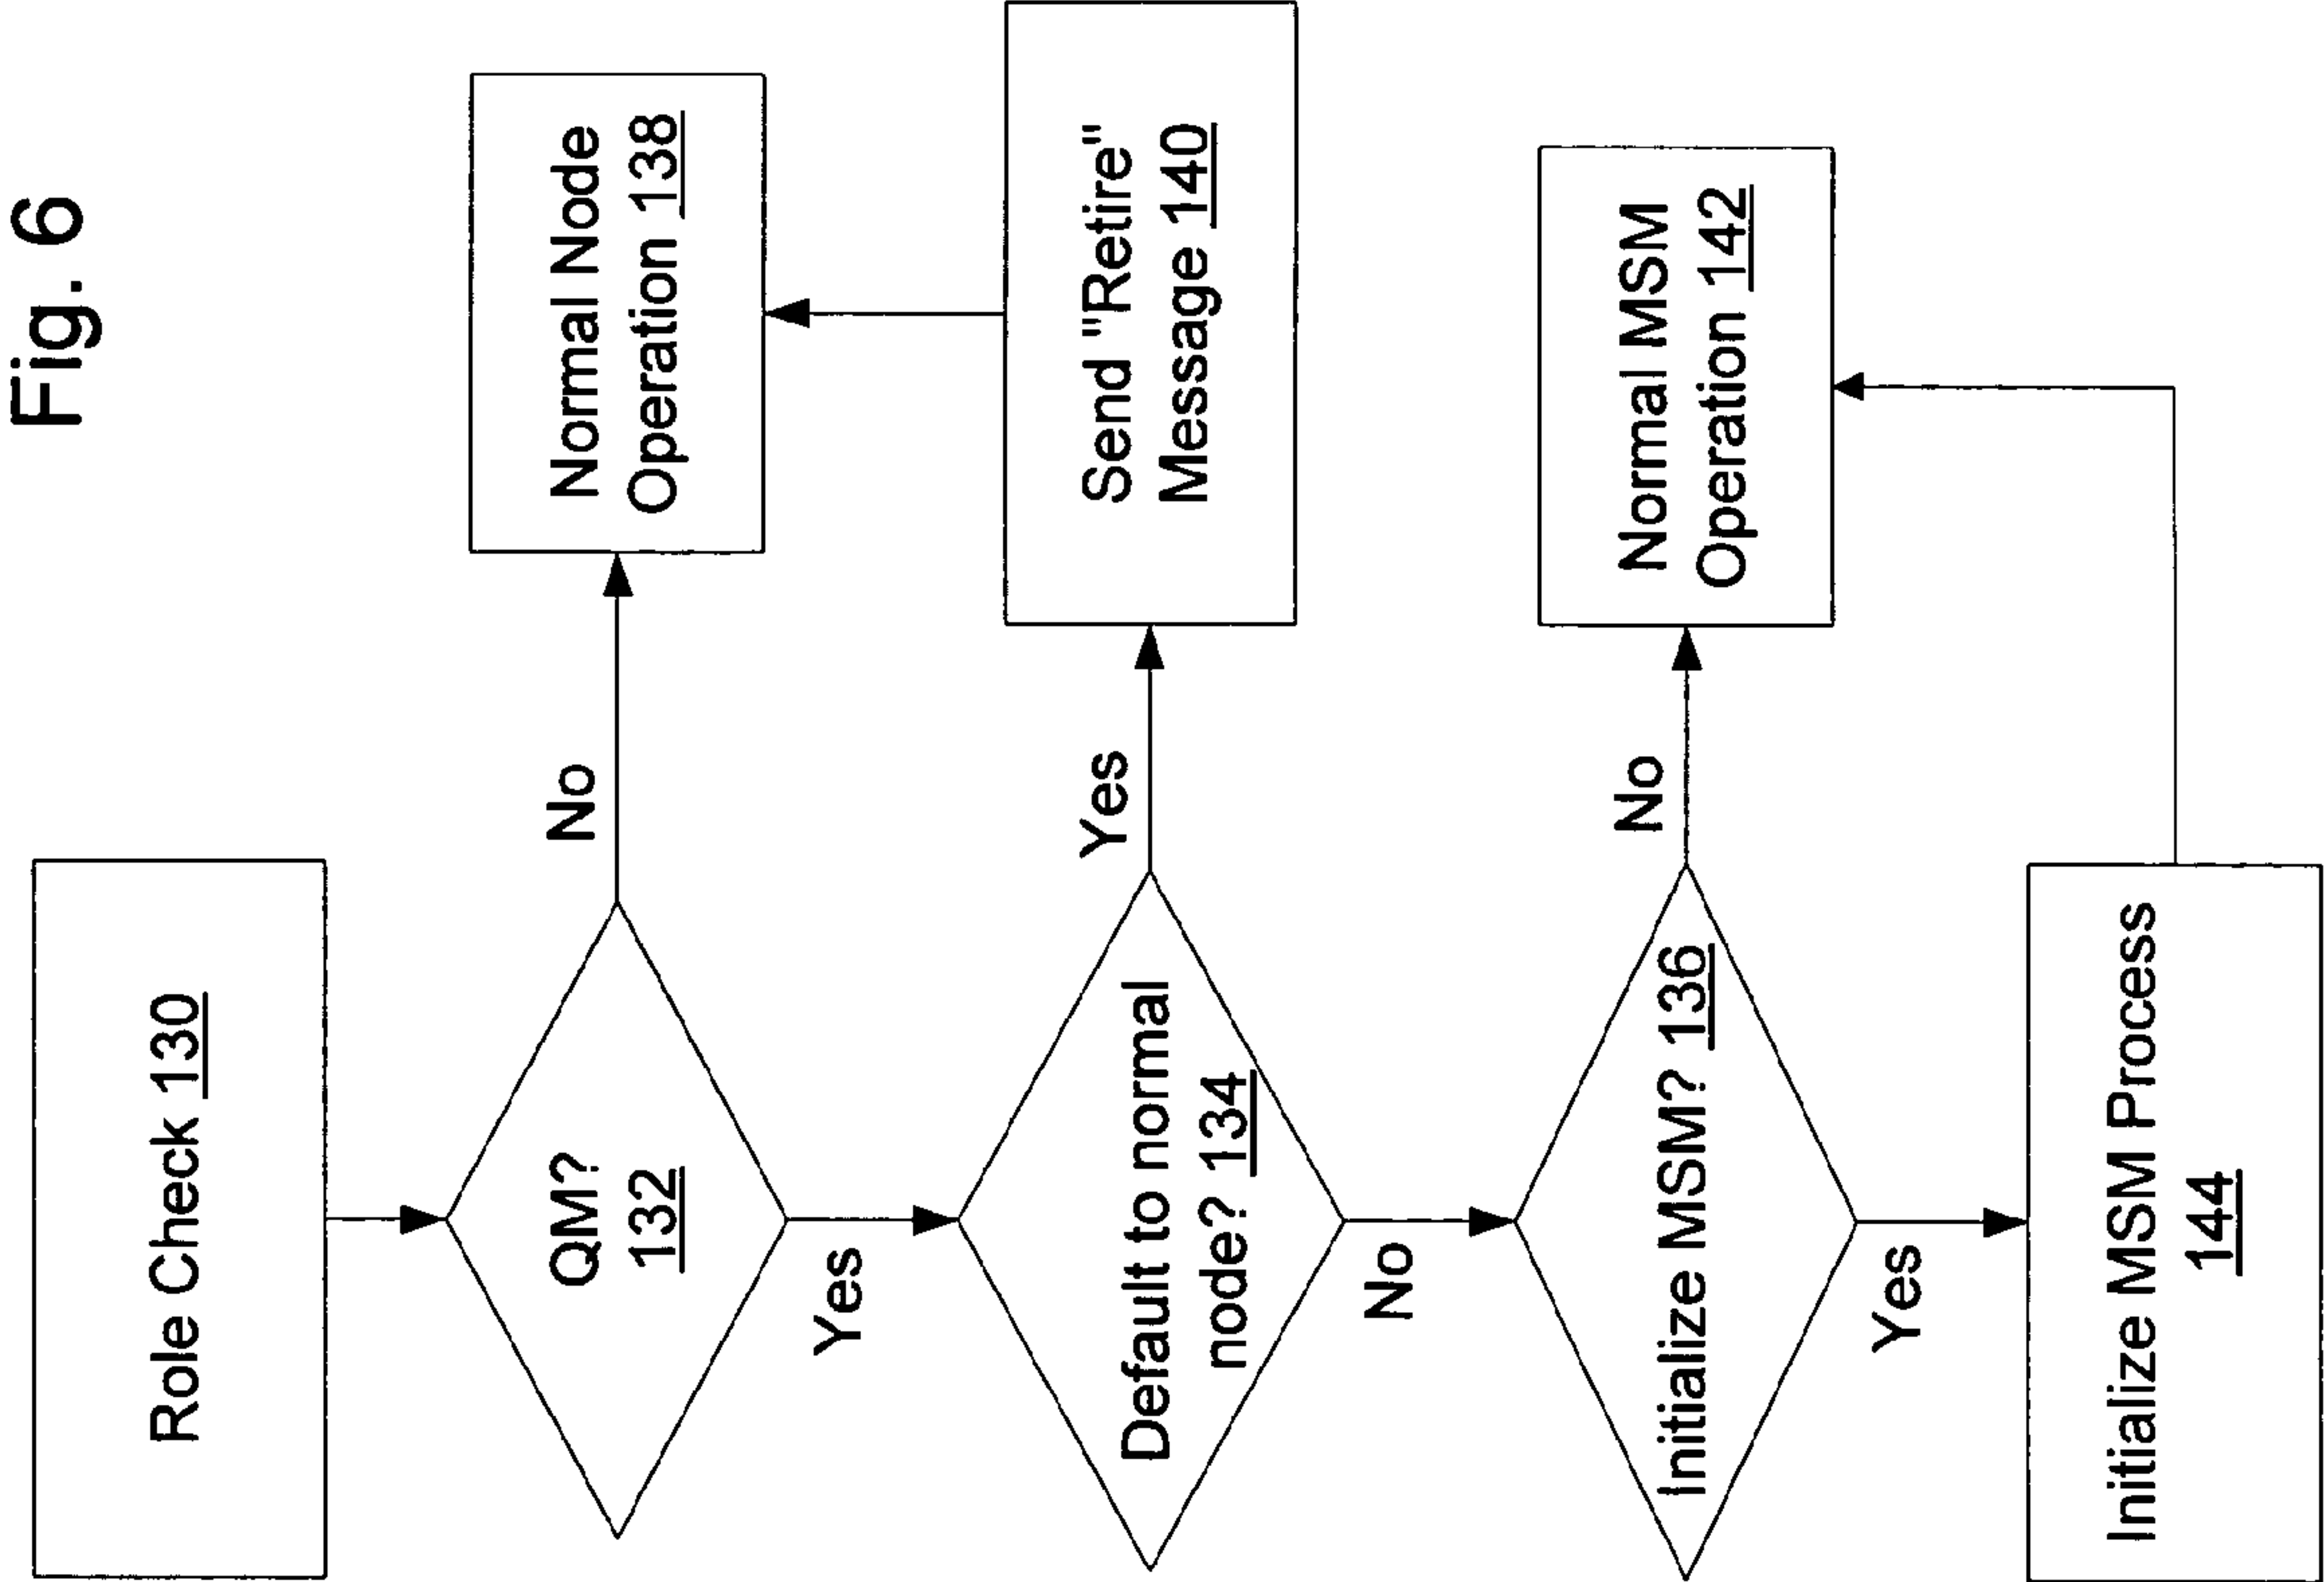 Fig. 6
Role Check 130
QM?
132
No
Normal Node
Operation 138
Yes
Default to normal
node? 134
Yes
Send "Retire"
Message 140
No
Initialize MSM? 136
No
Normal MSM
Operation 142
Yes
Initialize MSM Process
144